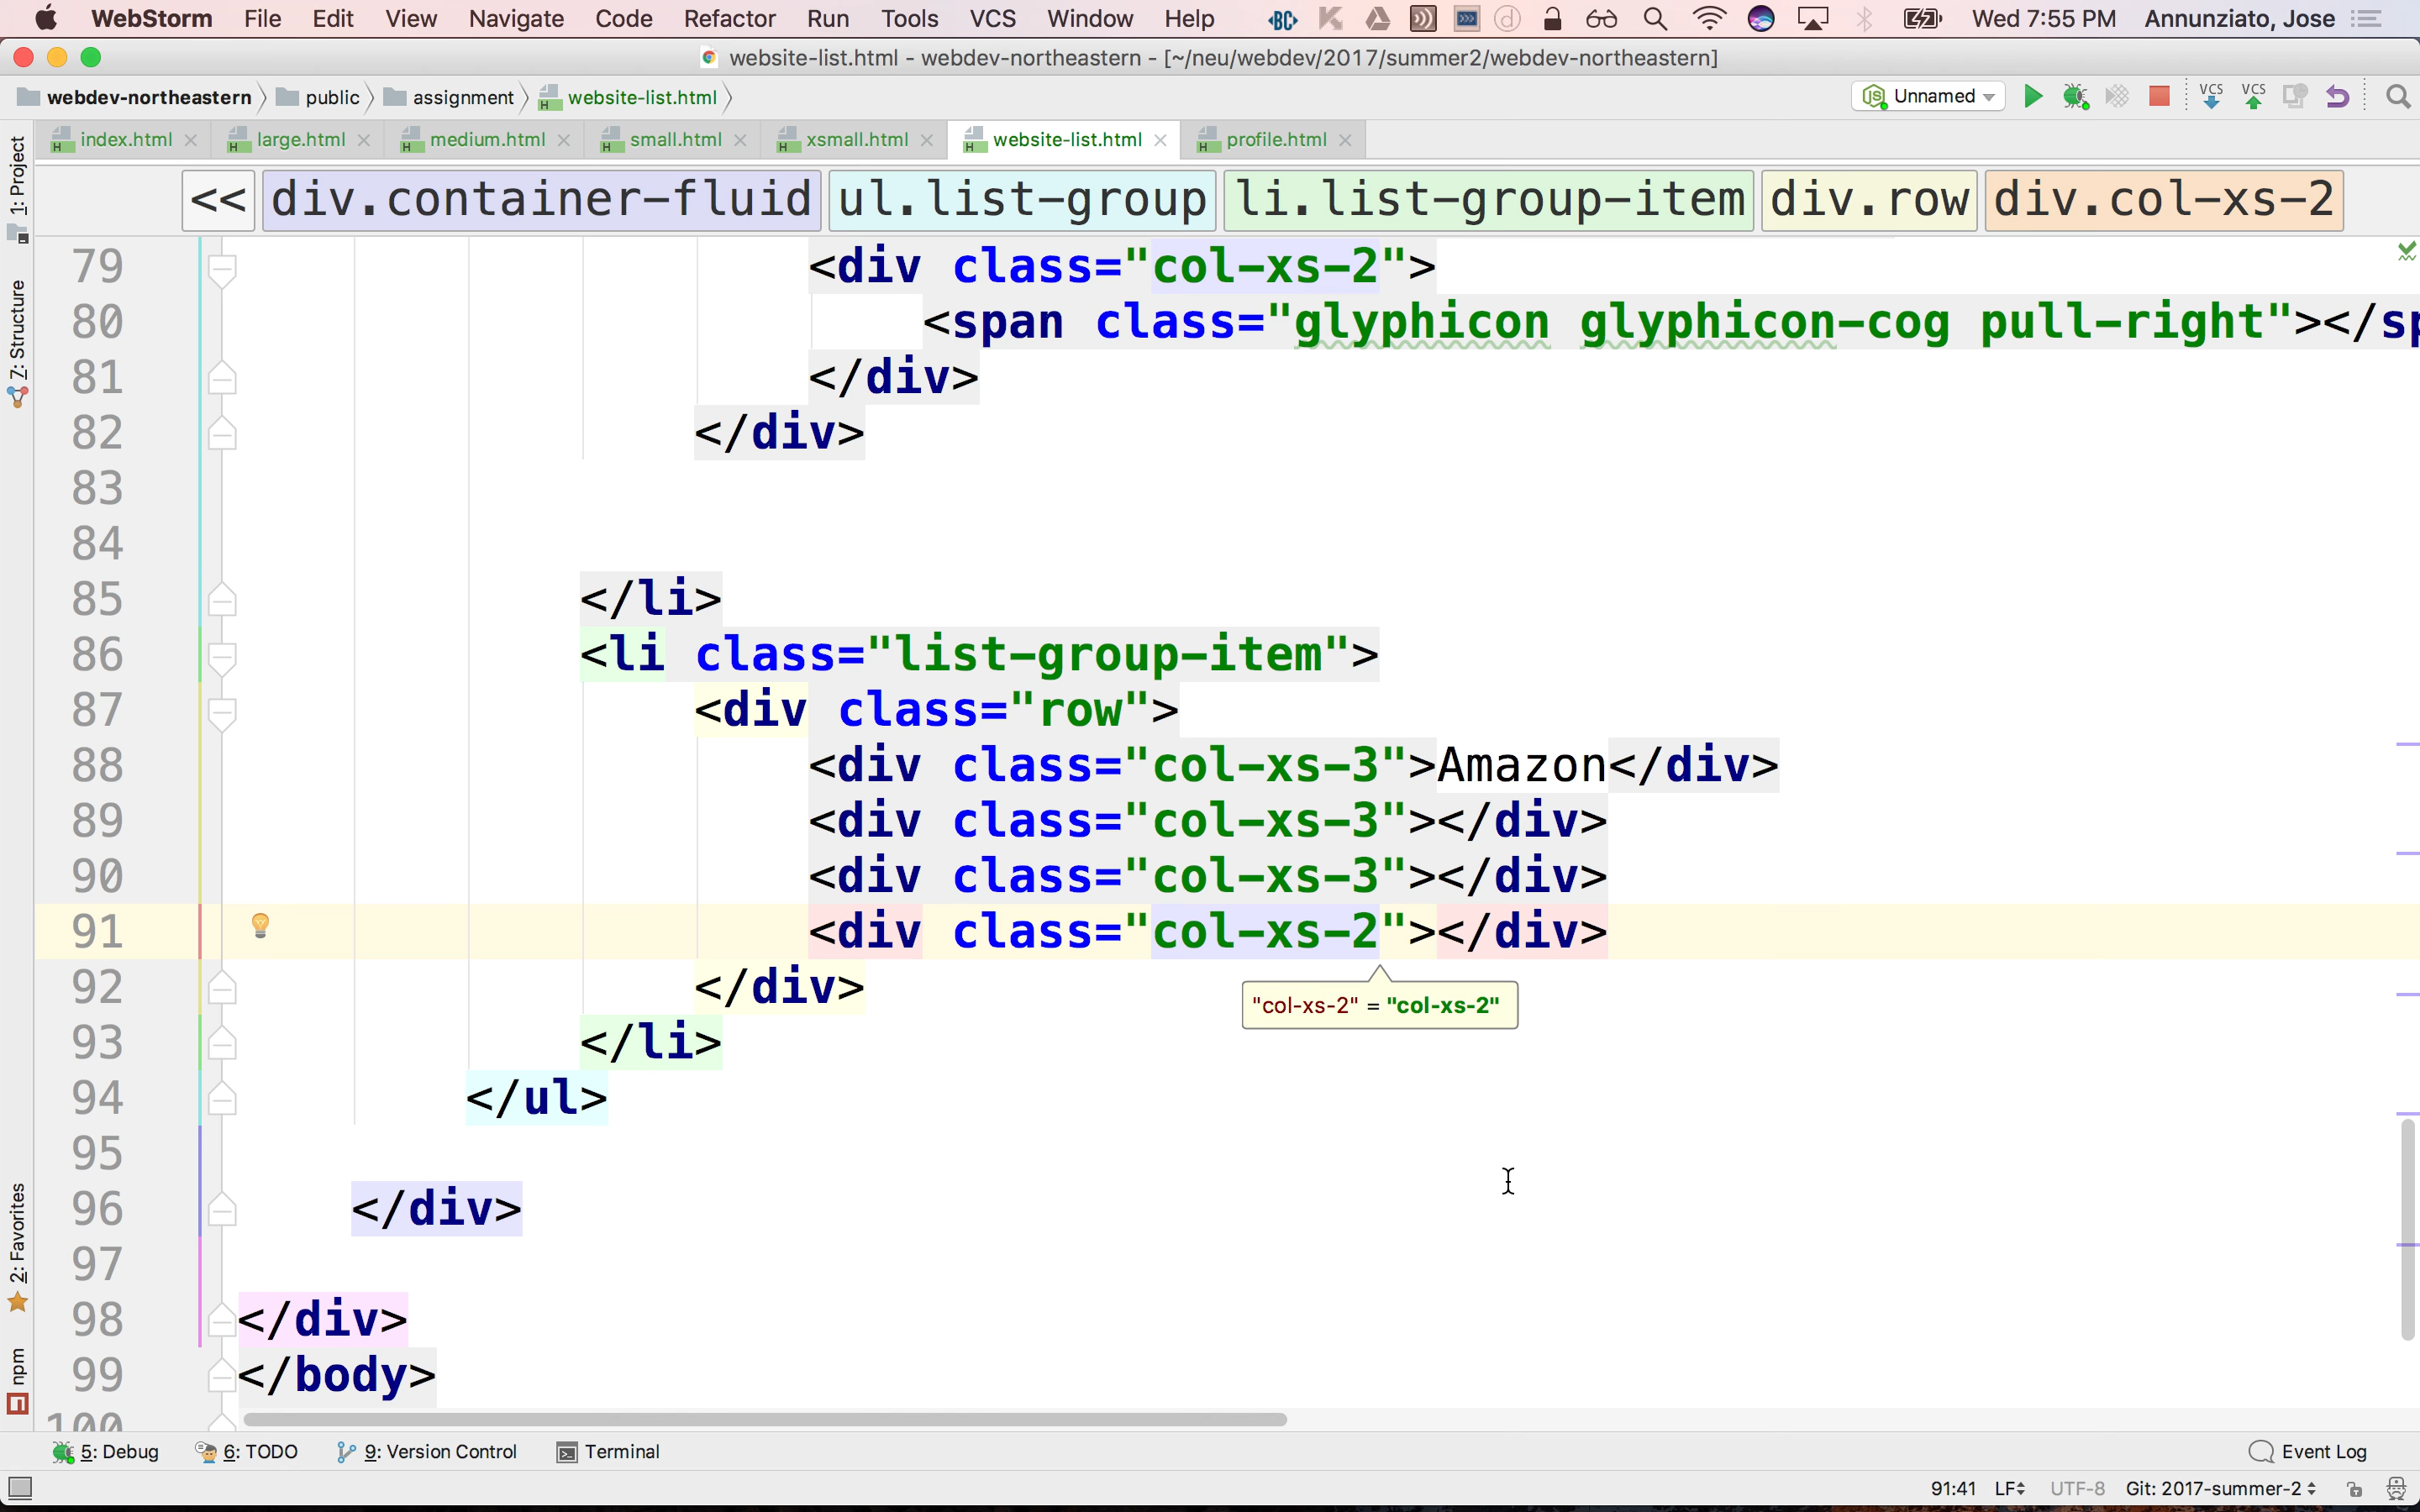 WebStorm File Edit View Navigate Code Refactor Run Tools VCS Window Help BC Wed 7:55 PM Annunziato, Jose
website-list.html - webdev-northeastern - [~/neu/webdev/2017/summer2/webdev-northeastern]
webdev-northeastern public assignment website-list.html Unnamed VCS VCS
index.html large.html medium.html small.html xsmall.html website-list.html profile.html
<< div.container-fluid ul.list-group li.list-group-item div.row div.col-xs-2
1: Project
7: Structure
2: Favorites
npm
79 <div class="col-xs-2">
80 <span class="glyphicon glyphicon-cog pull-right"></sp
81 </div>
82 </div>
83
84
85 </li>
86 <li class="list-group-item">
87 <div class="row">
88 <div class="col-xs-3">Amazon</div>
89 <div class="col-xs-3"></div>
90 <div class="col-xs-3"></div>
91 <div class="col-xs-2"></div>
92 </div>
"col-xs-2" = "col-xs-2"
93 </li>
94 </ul>
95
96 </div>
97
98 </div>
99 </body>
100
5: Debug 6: TODO 9: Version Control Terminal Event Log
91:41 LF UTF-8 Git: 2017-summer-2